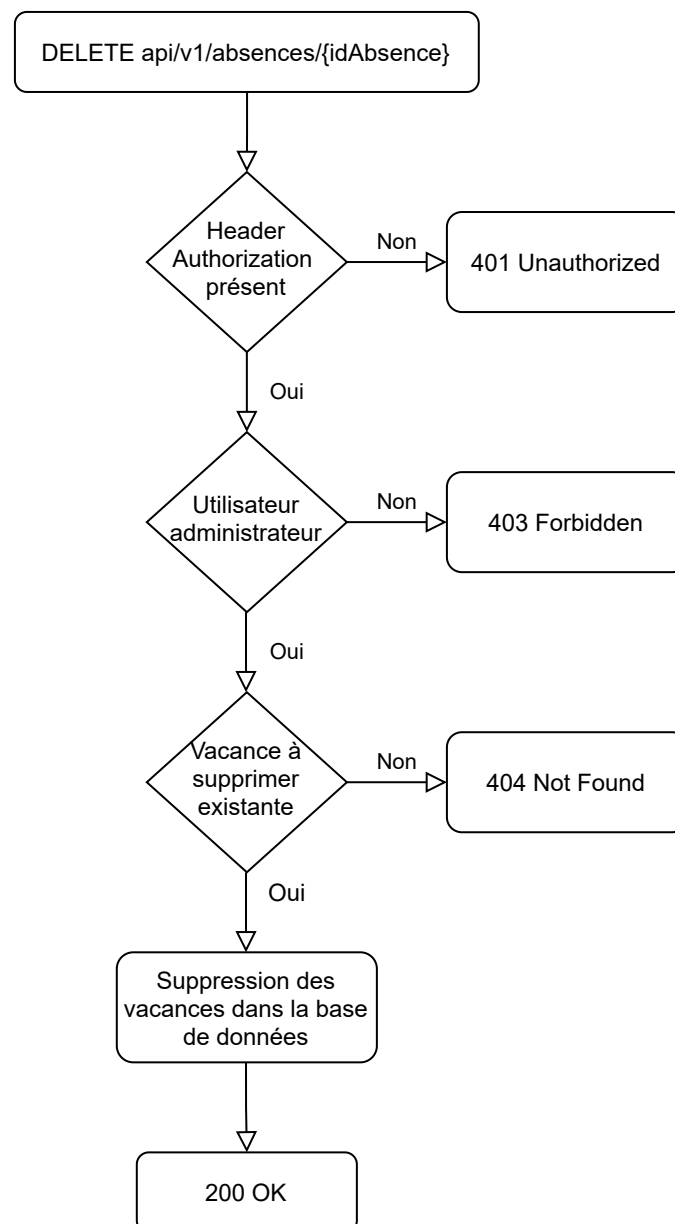 DELETE api/v1/absences/{idAbsence}
Header
Authorization
présent
Non
401 Unauthorized
Oui
Utilisateur
administrateur
Non
403 Forbidden
Oui
Vacance à
supprimer
existante
Non
404 Not Found
Oui
Suppression des
vacances dans la base
de données
200 OK